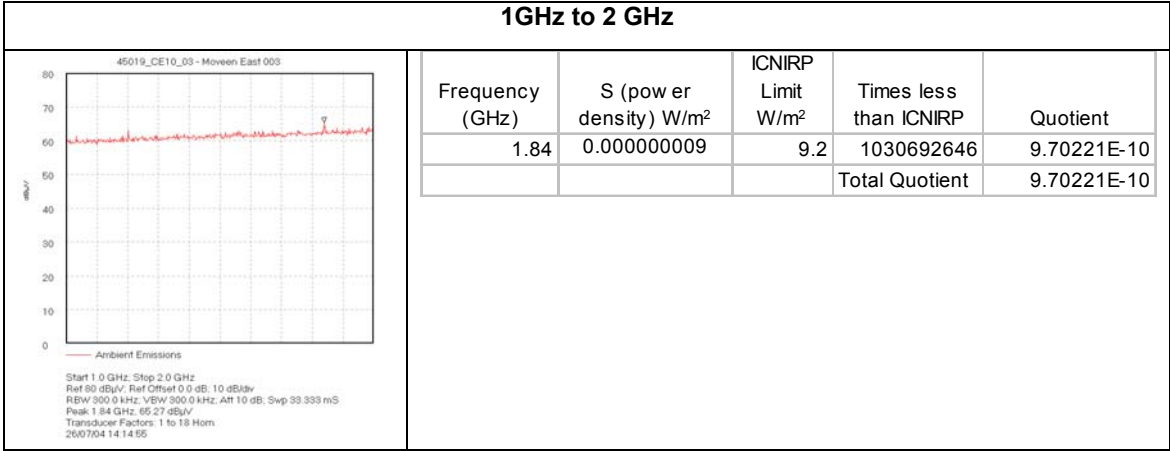 1GHz to 2 GHz
45019_CE10_03 - Moveen East 003
80
70
60
50
40
30
20
10
0
dBµV
Ambient Emissions
Start 1.0 GHz; Stop 2.0 GHz
Ref 80 dBµV; Ref Offset 0.0 dB; 10 dB/div
RBW 300.0 kHz; VBW 300.0 kHz; Att 10 dB; Swp 33.333 mS
Peak 1.84 GHz, 65.27 dBµV
Transducer Factors: 1 to 18 Horn
26/07/04 14:14:55
Frequency (GHz) S (pow er density) W/m² ICNIRP Limit W/m² Times less than ICNIRP Quotient
1.84 0.000000009 9.2 1030692646 9.70221E-10
Total Quotient 9.70221E-10